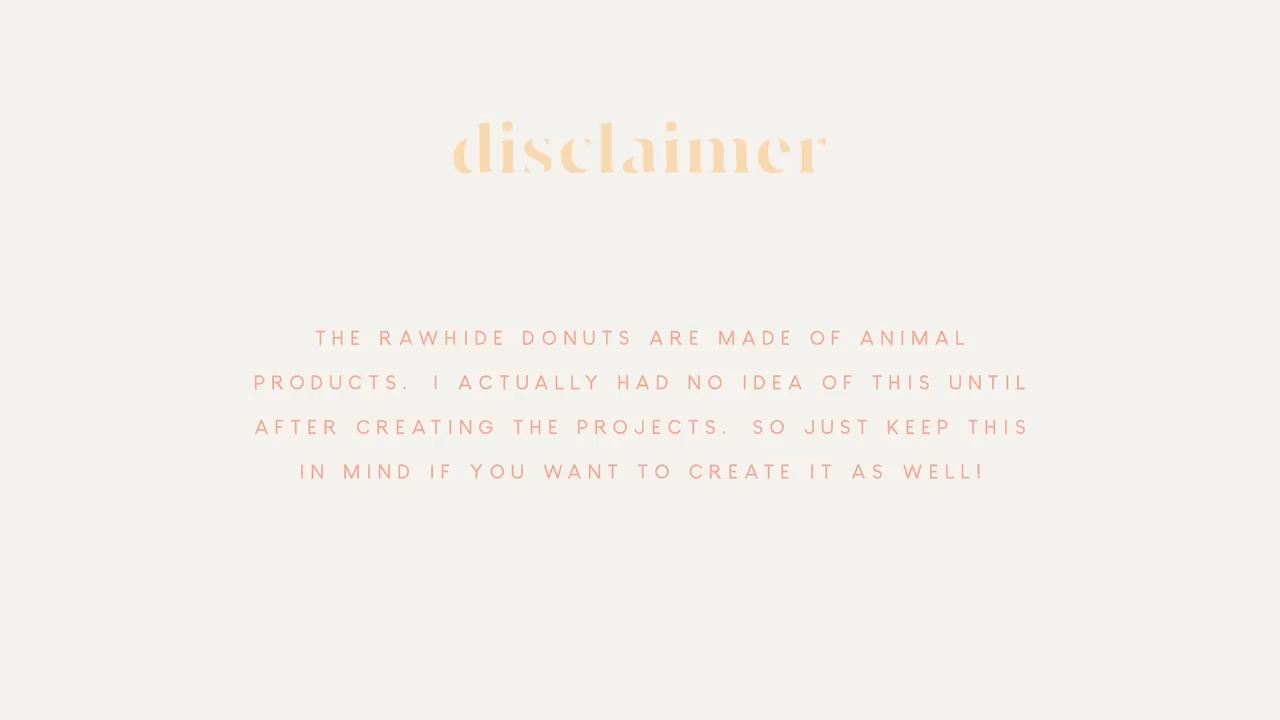 disclaimer
THE RAWHIDE DONUTS ARE MADE OF ANIMAL
PRODUCTS. I ACTUALLY HAD NO IDEA OF THIS UNTIL
AFTER CREATING THE PROJECTS. SO JUST KEEP THIS
IN MIND IF YOU WANT TO CREATE IT AS WELL!